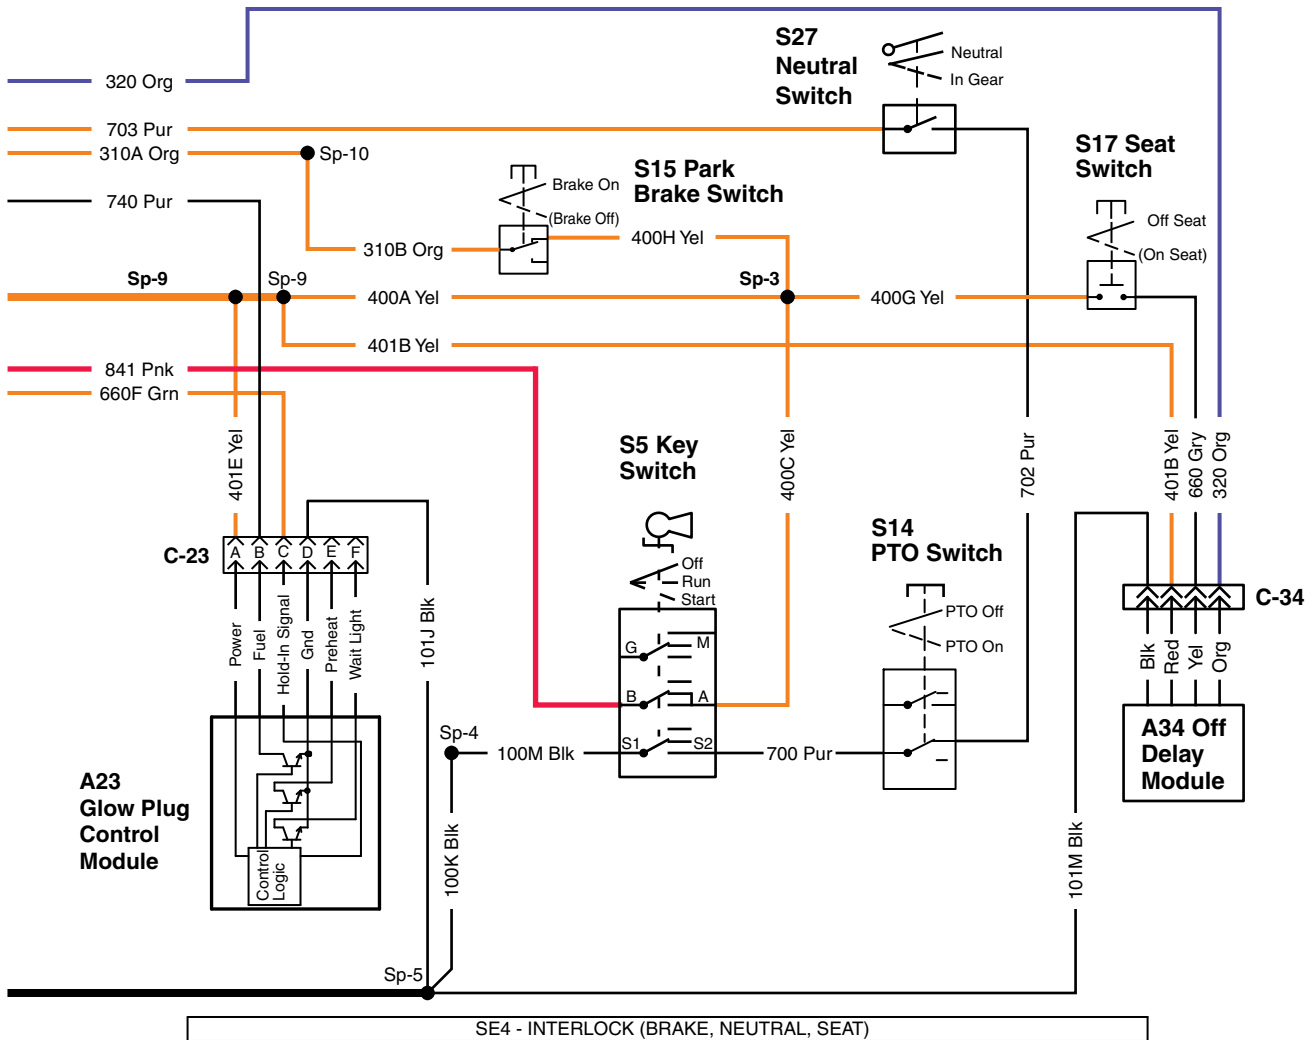 320 Org
S27
Neutral
Switch
Neutral
In Gear
703 Pur
310A Org
Sp-10
S17 Seat
Switch
S15 Park
Brake Switch
Brake On
(Brake Off)
740 Pur
Off Seat
(On Seat)
310B Org
400H Yel
Sp-9
Sp-9
400A Yel
Sp-3
400G Yel
401B Yel
841 Pnk
660F Grn
401E Yel
S5 Key
Switch
400C Yel
702 Pur
401B Yel
660 Gry
320 Org
C-23
A
B
C
D
E
F
S14
PTO Switch
Off
Run
Start
PTO Off
PTO On
C-34
Power
Fuel
Hold-In Signal
Gnd
Preheat
Wait Light
101J Blk
G
M
B
A
S1
S2
Blk
Red
Yel
Org
Sp-4
100M Blk
700 Pur
A34 Off
Delay
Module
A23
Glow Plug
Control
Module
Control
Logic
100K Blk
101M Blk
Sp-5
SE4 - INTERLOCK (BRAKE, NEUTRAL, SEAT)